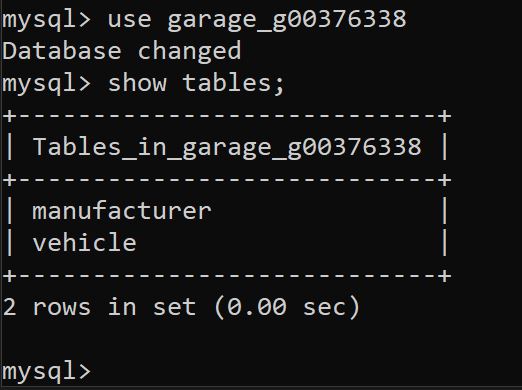 mysql> use garage_g00376338
Database changed
mysql> show tables;
+----------------------------+
| Tables_in_garage_g00376338 |
+----------------------------+
| manufacturer               |
| vehicle                    |
+----------------------------+
2 rows in set (0.00 sec)

mysql>